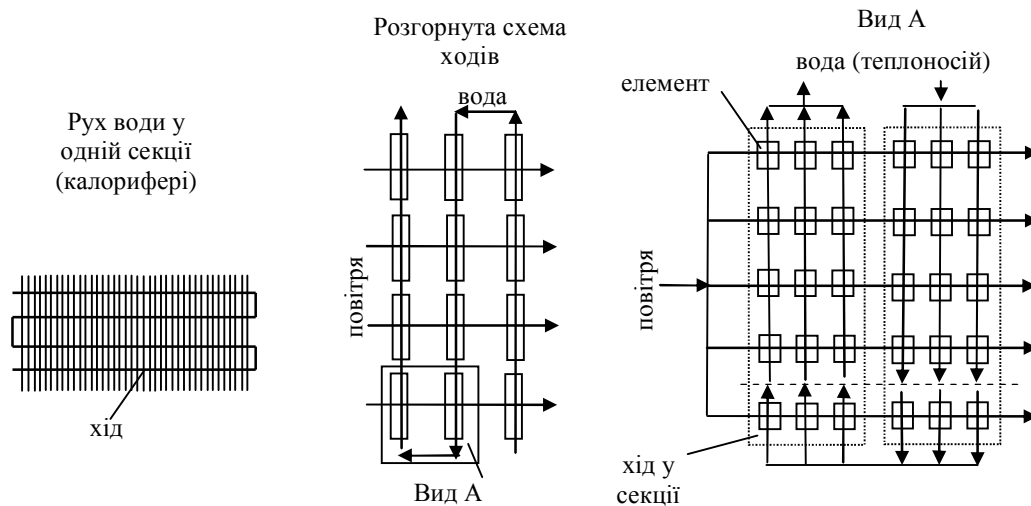 Рух води у
одній секції
(калорифері)
хід
Розгорнута схема
ходів
вода
повітря
Вид А
Вид А
вода (теплоносій)
елемент
повітря
хід у
секції